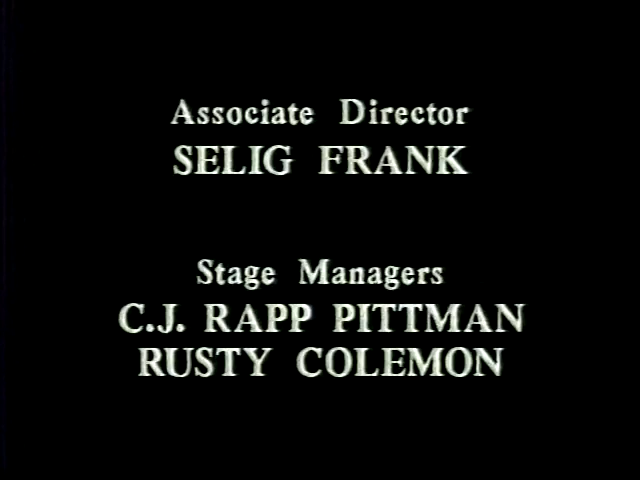 Associate Director
SELIG FRANK
Stage Managers
C.J. RAPP PITTMAN
RUSTY COLEMON